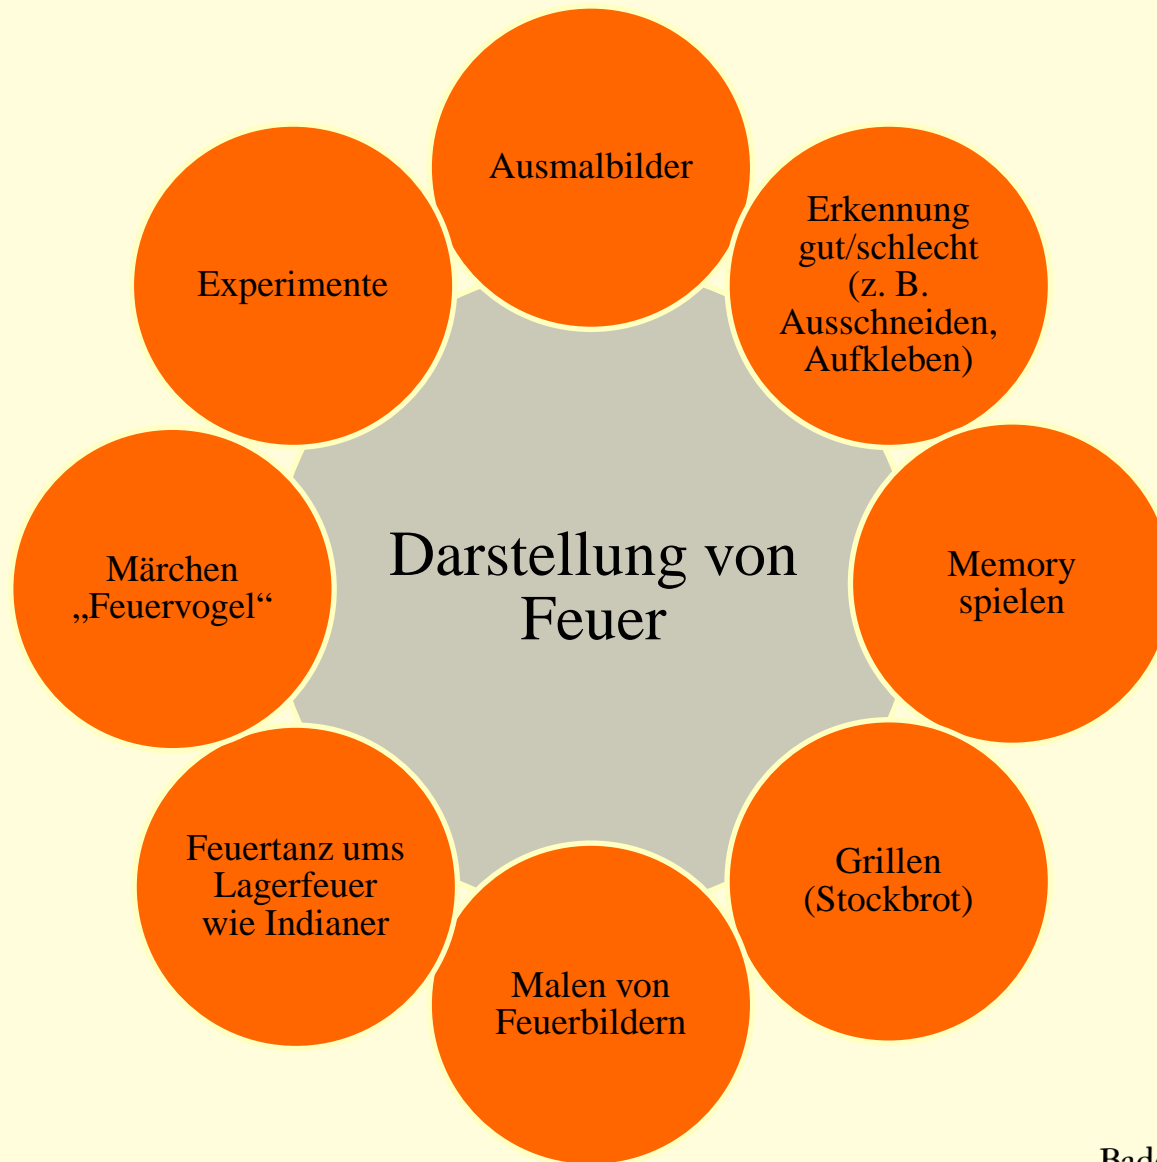 Ausmalbilder
Erkennung
gut/schlecht
(z. B.
Ausschneiden,
Aufkleben)
Experimente
Darstellung von
Feuer
Memory
spielen
Märchen
„Feuervogel“
Grillen
(Stockbrot)
Feuertanz ums
Lagerfeuer
wie Indianer
Malen von
Feuerbildern